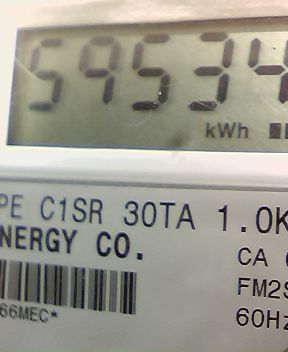 59534
kWh
PE C1SR 30TA 1.0K
NERGY CO.
CA
FM2S
66MEC*
60Hz